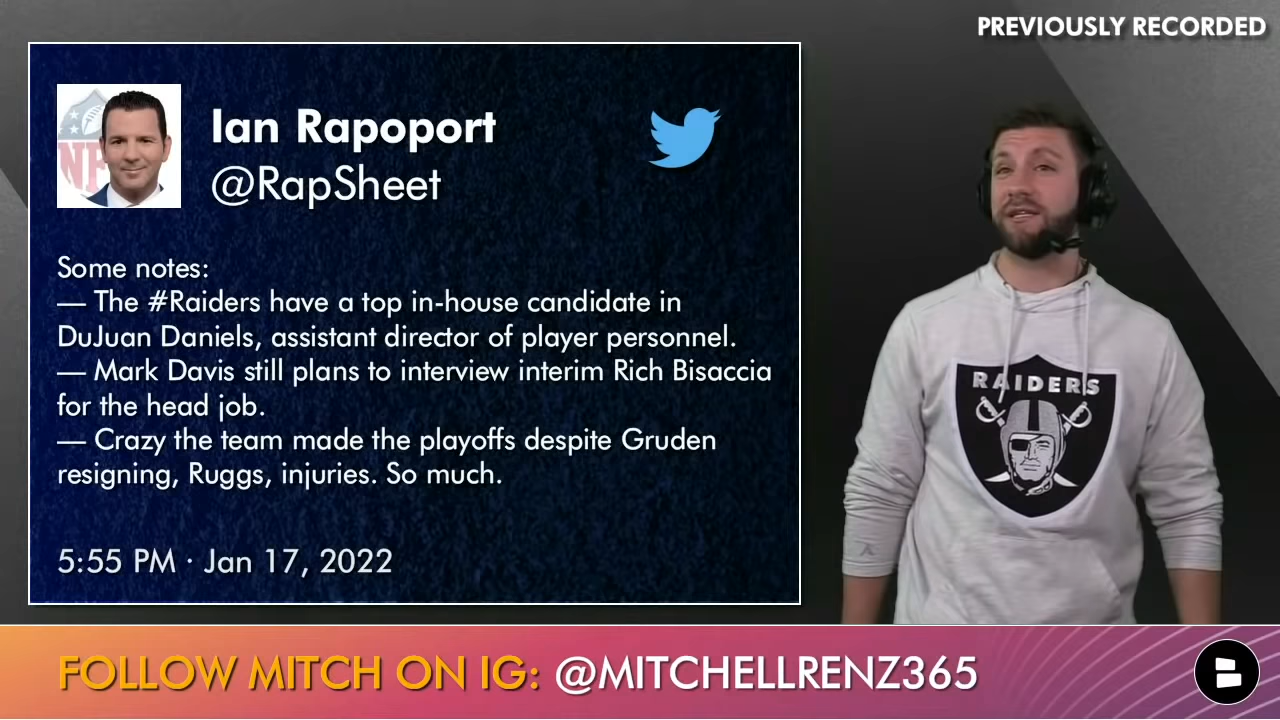 PREVIOUSLY RECORDED
Ian Rapoport
@RapSheet
Some notes:
— The #Raiders have a top in-house candidate in
DuJuan Daniels, assistant director of player personnel.
— Mark Davis still plans to interview interim Rich Bisaccia
for the head job.
— Crazy the team made the playoffs despite Gruden
resigning, Ruggs, injuries. So much.
5:55 PM · Jan 17, 2022
RAIDERS
FOLLOW MITCH ON IG: @MITCHELLRENZ365